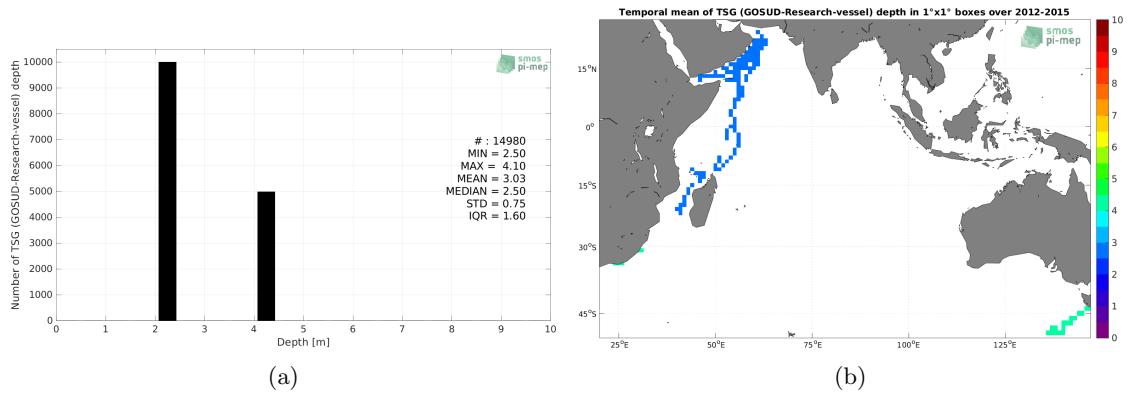 Number of TSG (GOSUD-Research-vessel) depth
10000
9000
8000
7000
6000
5000
4000
3000
2000
1000
0
0 1 2 3 4 5 6 7 8 9 10
Depth [m]
smos
pi-mep
# : 14980
MIN = 2.50
MAX = 4.10
MEAN = 3.03
MEDIAN = 2.50
STD = 0.75
IQR = 1.60
(a)
Temporal mean of TSG (GOSUD-Research-vessel) depth in 1°x1° boxes over 2012-2015
smos
pi-mep
15°N
0°
15°S
30°S
45°S
25°E 50°E 75°E 100°E 125°E
10
9
8
7
6
5
4
3
2
1
0
(b)